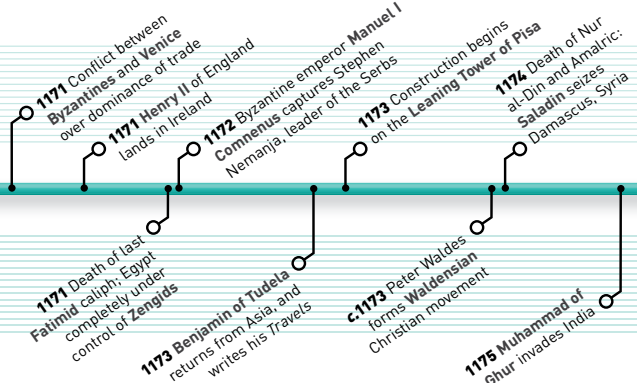 1171 Conflict between
Byzantines and Venice
over dominance of trade
1171 Henry II of England
lands in Ireland
1172 Byzantine emperor Manuel I
Comnenus captures Stephen
Nemanja, leader of the Serbs
1173 Construction begins
on the Leaning Tower of Pisa
1174 Death of Nur
al-Din and Amalric:
Saladin seizes
Damascus, Syria
1171 Death of last
Fatimid caliph; Egypt
completely under
control of Zengids
1173 Benjamin of Tudela
returns from Asia, and
writes his Travels
c.1173 Peter Waldes
forms Waldensian
Christian movement
1175 Muhammad of
Ghur invades India